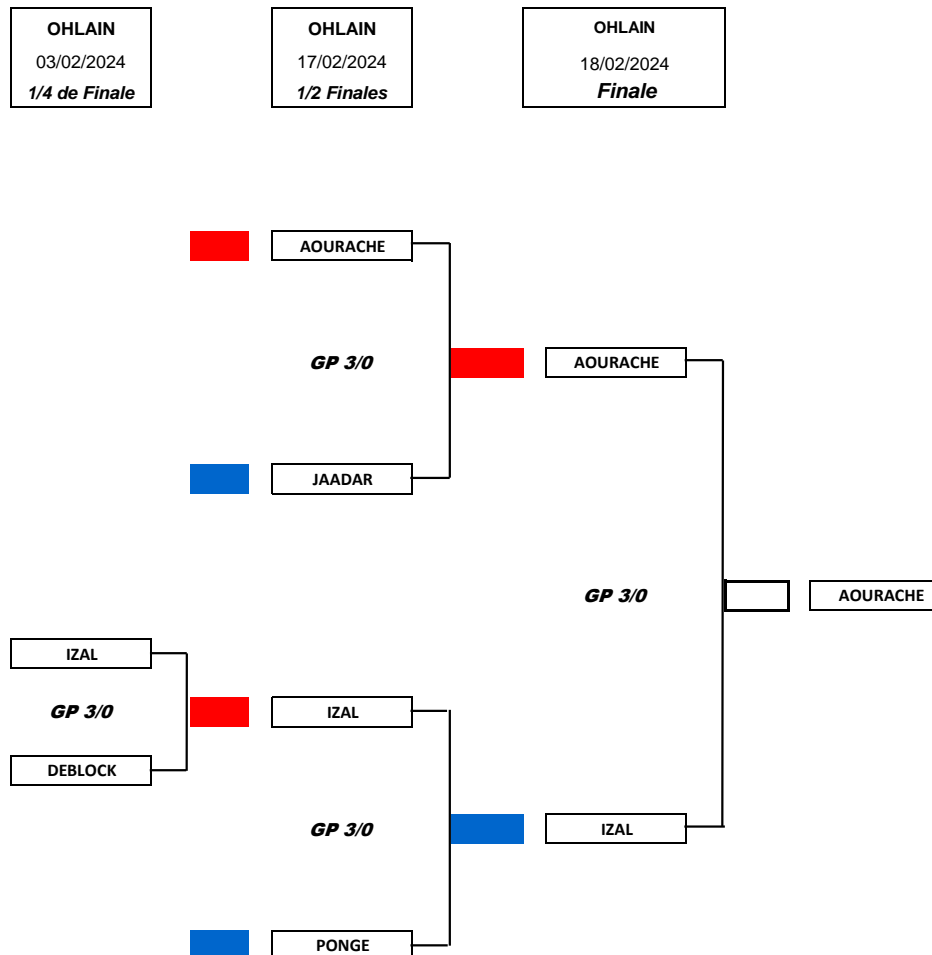 OHLAIN
03/02/2024
1/4 de Finale
OHLAIN
17/02/2024
1/2 Finales
OHLAIN
18/02/2024
Finale
AOURACHE
GP 3/0
AOURACHE
JAADAR
GP 3/0
AOURACHE
IZAL
GP 3/0
IZAL
DEBLOCK
GP 3/0
IZAL
PONGE